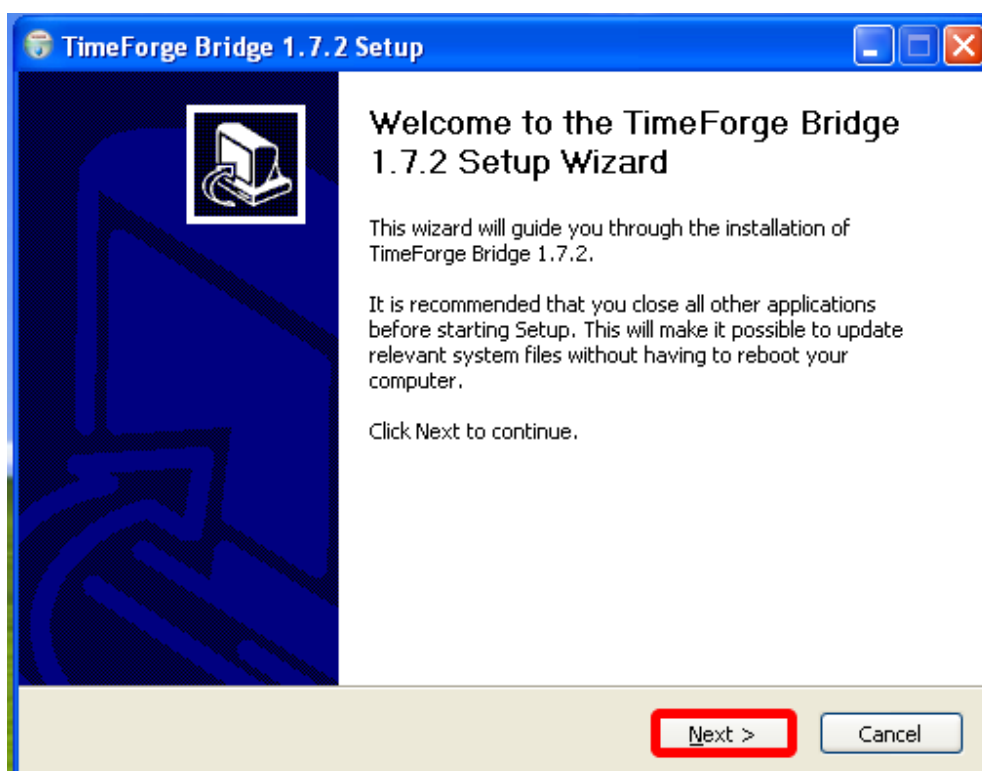 TimeForge Bridge 1.7.2 Setup
Welcome to the TimeForge Bridge
1.7.2 Setup Wizard
This wizard will guide you through the installation of
TimeForge Bridge 1.7.2.
It is recommended that you close all other applications
before starting Setup. This will make it possible to update
relevant system files without having to reboot your
computer.
Click Next to continue.
Next >
Cancel